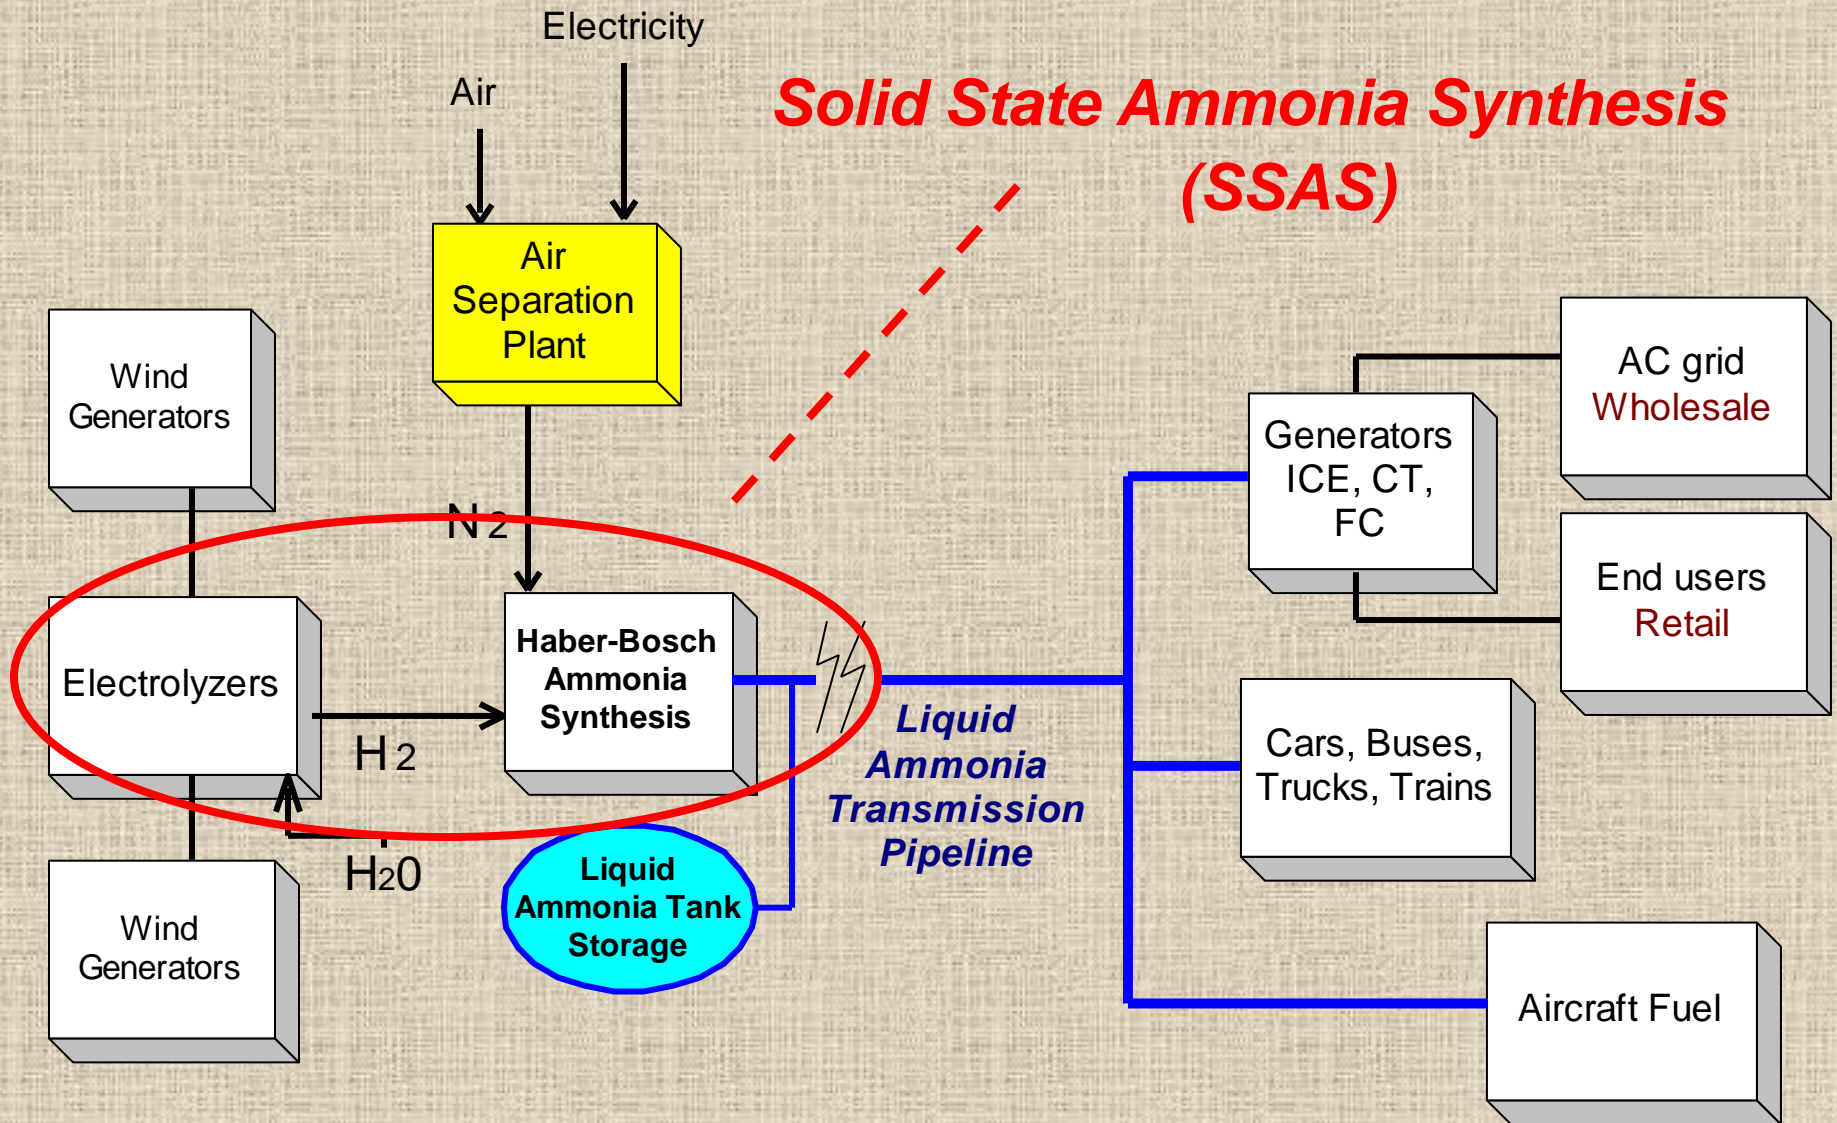 Electricity
Air
Solid State Ammonia Synthesis
(SSAS)
Air
Separation
Plant
Wind
Generators
AC grid
Wholesale
Generators
ICE, CT,
FC
N2
End users
Retail
Electrolyzers
Haber-Bosch
Ammonia
Synthesis
H2
Liquid
Ammonia
Transmission
Pipeline
Cars, Buses,
Trucks, Trains
H20
Liquid
Ammonia Tank
Storage
Wind
Generators
Aircraft Fuel